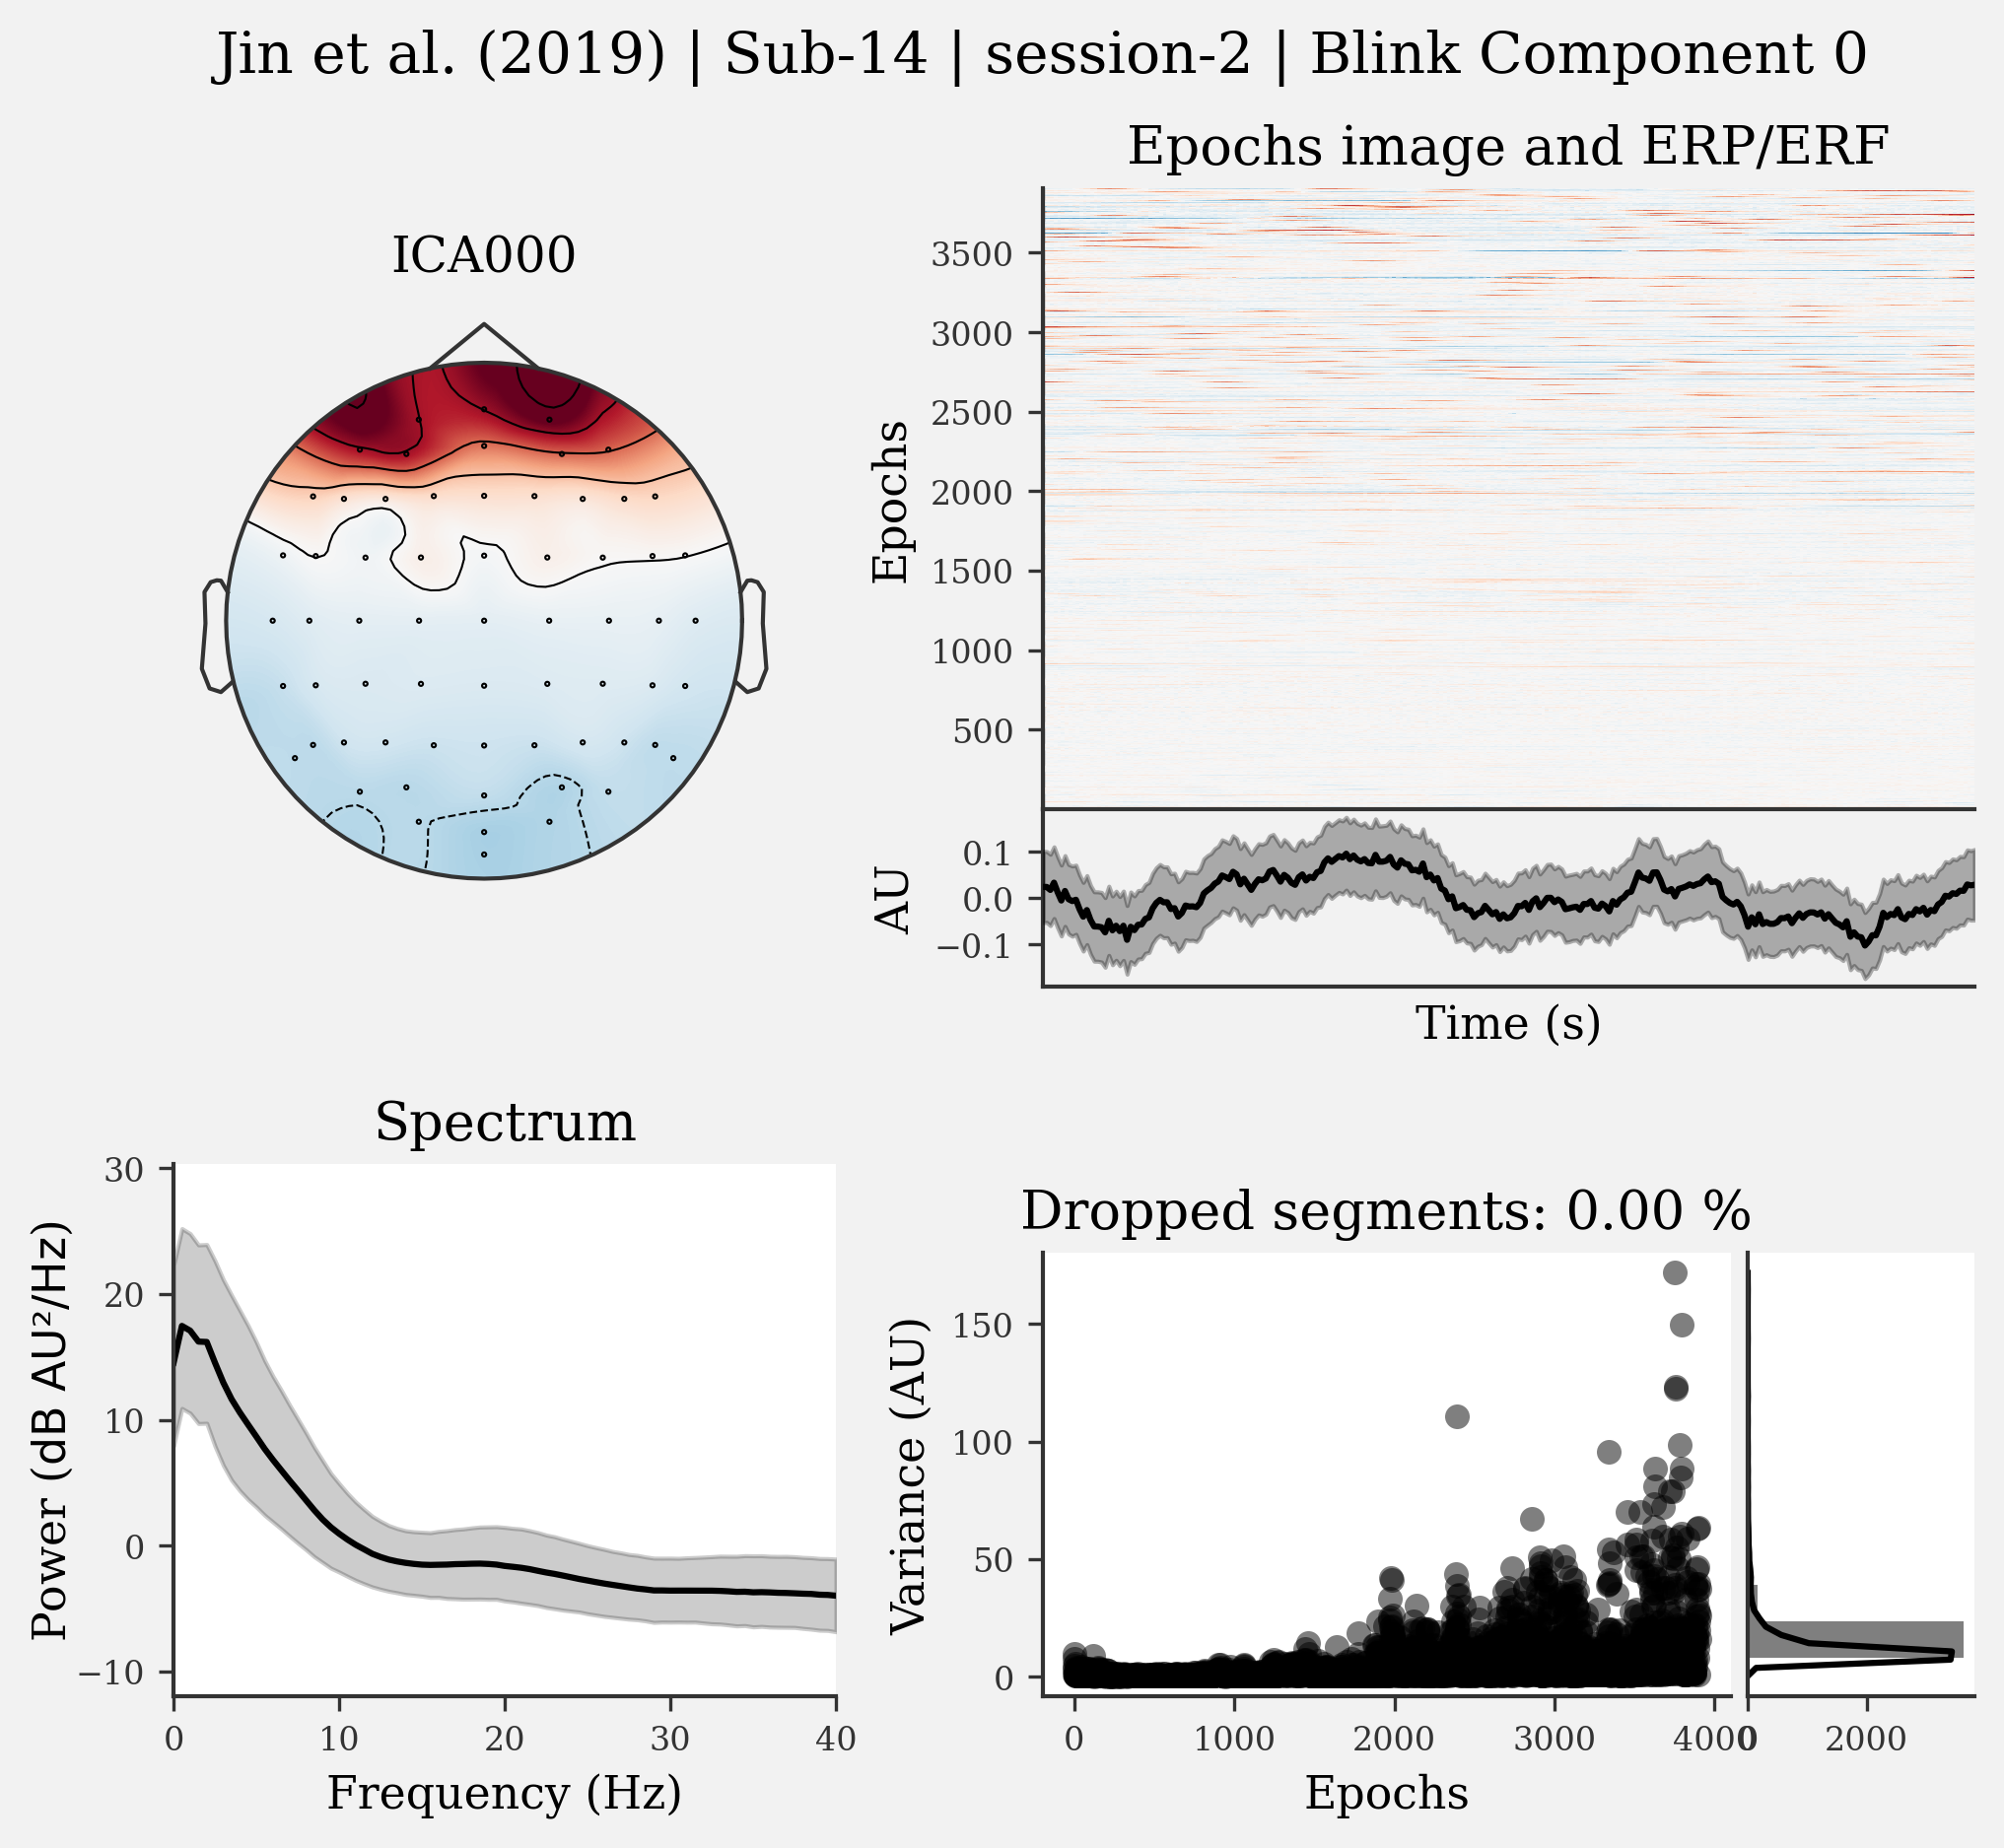 Jin et al. (2019) | Sub-14 | session-2 | Blink Component 0
ICA000
Epochs image and ERP/ERF
Epochs
3500
3000
2500
2000
1500
1000
500
AU
0.1
0.0
−0.1
Time (s)
Spectrum
Power (dB AU²/Hz)
30
20
10
0
−10
0 10 20 30 40
Frequency (Hz)
Dropped segments: 0.00 %
Variance (AU)
150
100
50
0
0 1000 2000 3000 4000
Epochs
0 2000